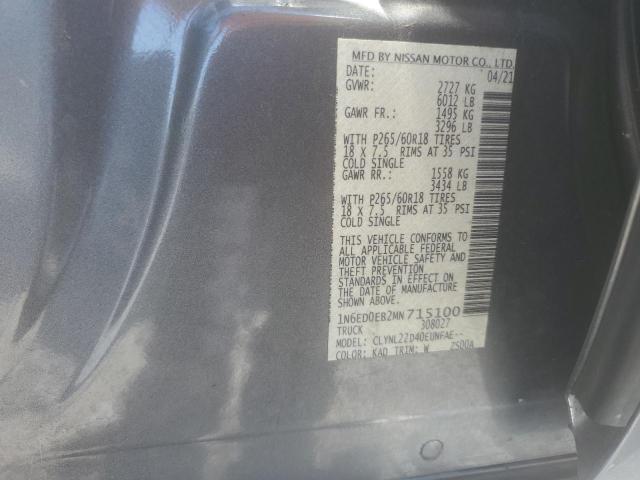 MFD BY NISSAN MOTOR CO., LTD.
DATE: 04/21
GVWR: 2727 KG
6012 LB
GAWR FR.: 1495 KG
3296 LB
WITH P265/60R18 TIRES
18 X 7.5 RIMS AT 35 PSI
COLD SINGLE
GAWR RR.: 1558 KG
3434 LB
WITH P265/60R18 TIRES
18 X 7.5 RIMS AT 35 PSI
COLD SINGLE
THIS VEHICLE CONFORMS TO
ALL APPLICABLE FEDERAL
MOTOR VEHICLE SAFETY AND
THEFT PREVENTION
STANDARDS IN EFFECT ON
THE DATE OF MANUFACTURE
SHOWN ABOVE.
1N6ED0EB2MN715100
TRUCK 308027
MODEL: CLYNL22D40EUNFAE--
COLOR: KAD TRIM: W